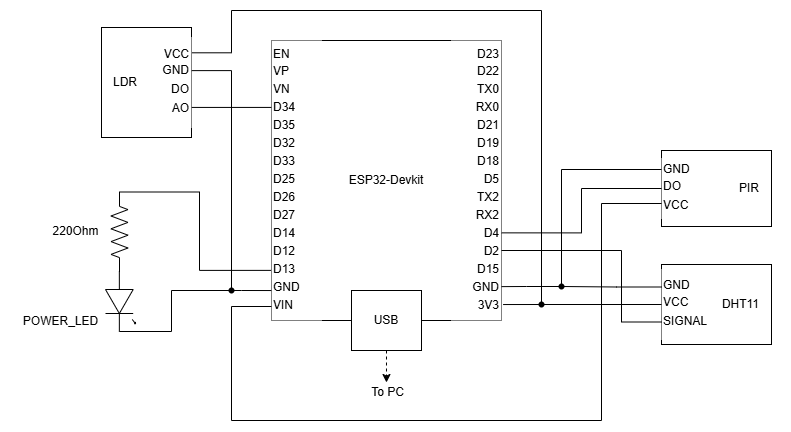 LDR
VCC
GND
DO
AO
EN
VP
VN
D34
D35
D32
D33
D25
D26
D27
D14
D12
D13
GND
VIN
ESP32-Devkit
D23
D22
TX0
RX0
D21
D19
D18
D5
TX2
RX2
D4
D2
D15
GND
3V3
GND
DO
VCC
PIR
GND
VCC
SIGNAL
DHT11
220Ohm
POWER_LED
USB
To PC